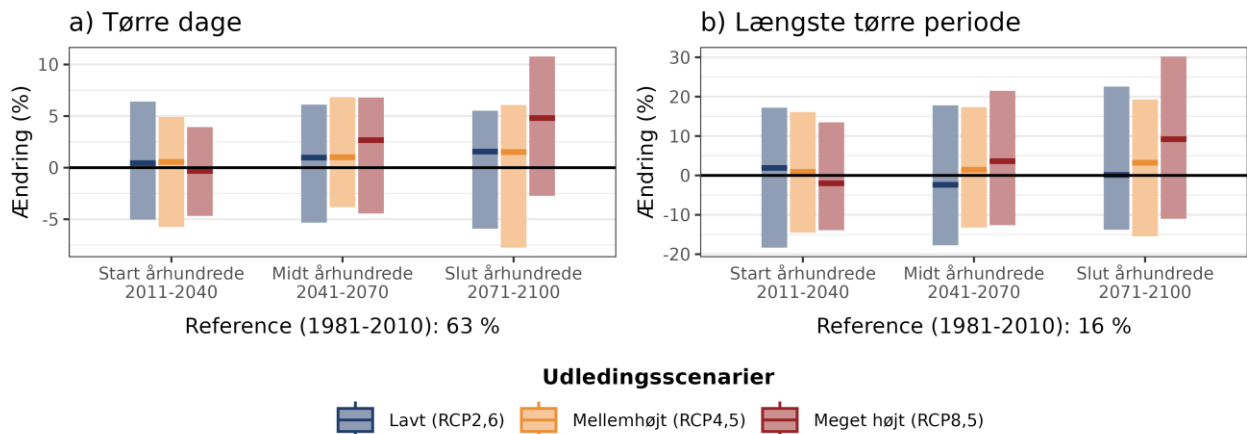 a) Tørre dage
Ændring (%)
10
5
0
-5
Start århundrede
2011-2040
Midt århundrede
2041-2070
Slut århundrede
2071-2100
Reference (1981-2010): 63 %
b) Længste tørre periode
Ændring (%)
30
20
10
0
-10
-20
Start århundrede
2011-2040
Midt århundrede
2041-2070
Slut århundrede
2071-2100
Reference (1981-2010): 16 %
Udledingsscenarier
Lavt (RCP2,6)
Mellemhøjt (RCP4,5)
Meget højt (RCP8,5)